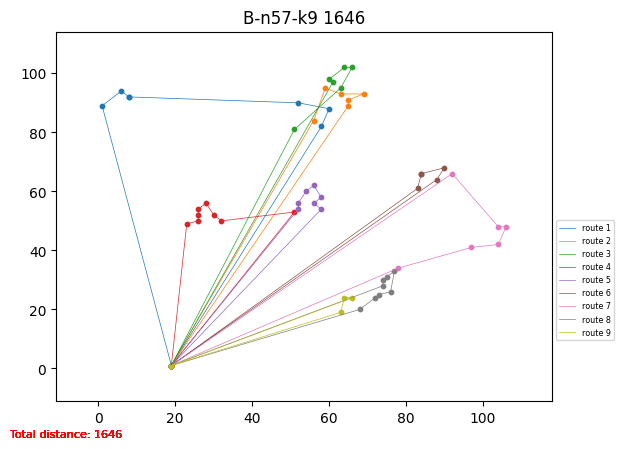 B-n57-k9 1646
100
80
60
40
20
0
0 20 40 60 80 100
route 1
route 2
route 3
route 4
route 5
route 6
route 7
route 8
route 9
Total distance: 1646